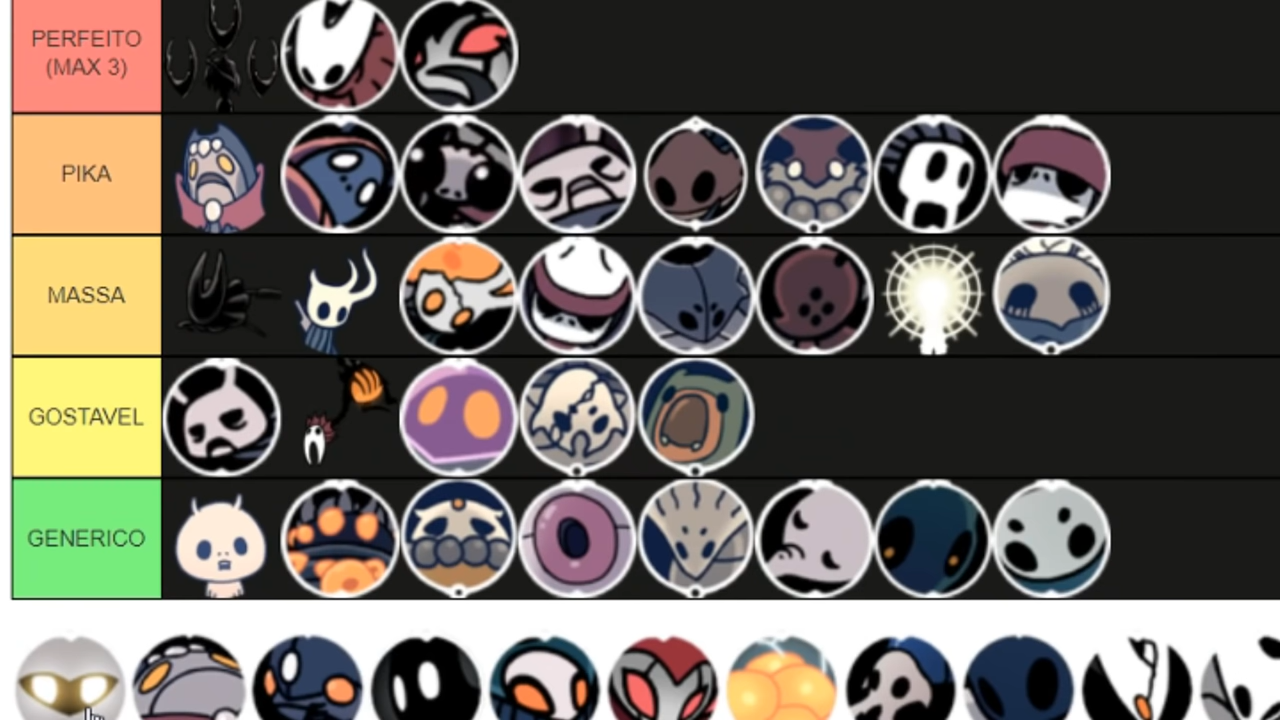 PERFEITO
(MAX 3)
PIKA
MASSA
GOSTAVEL
GENERICO